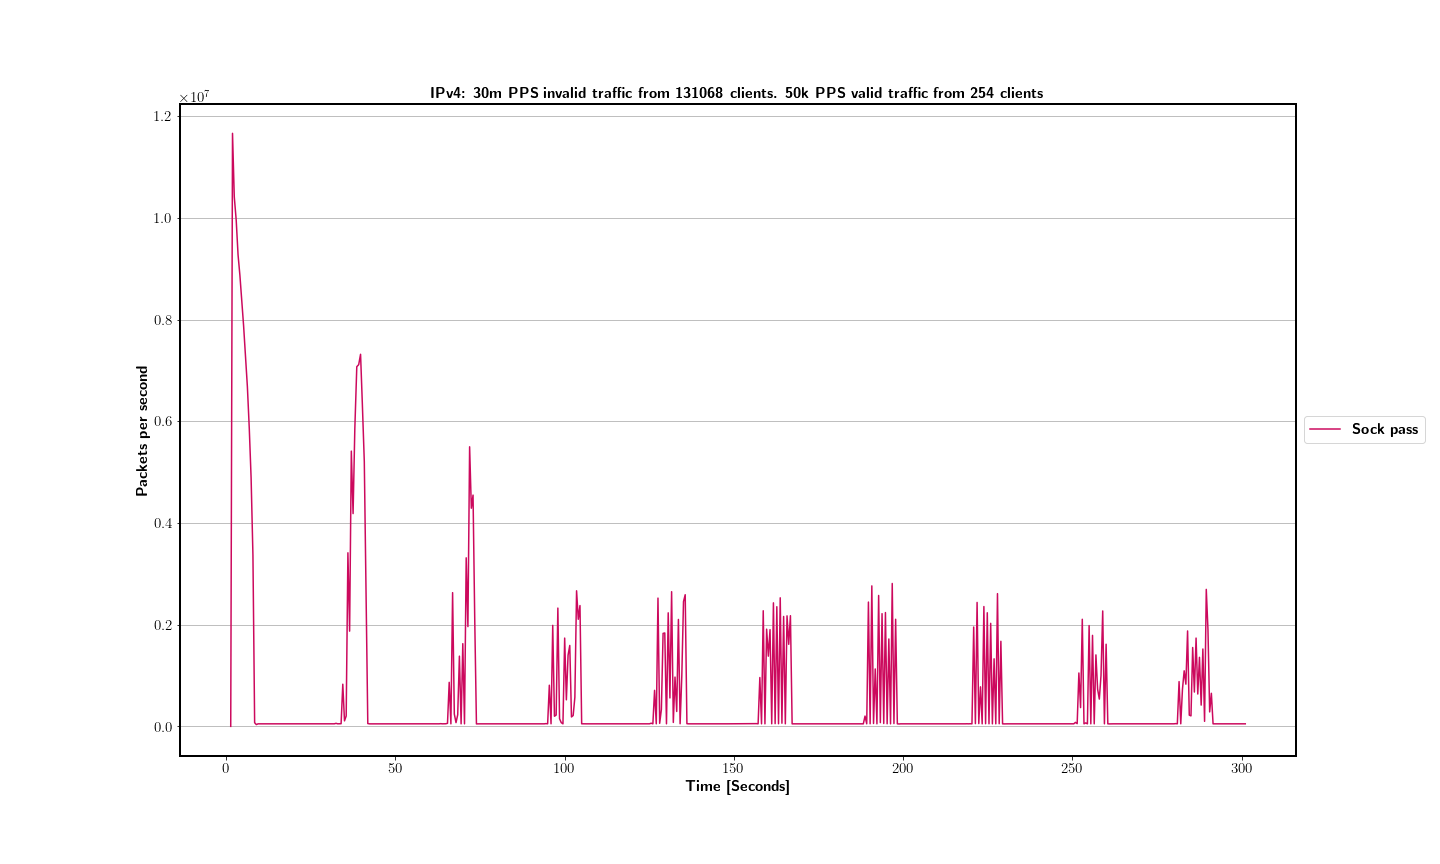 IPv4: 30m PPS invalid traffic from 131068 clients. 50k PPS valid traffic from 254 clients
×10⁷
1.2
1.0
0.8
0.6
0.4
0.2
0.0
Packets per second
Sock pass
0 50 100 150 200 250 300
Time [Seconds]